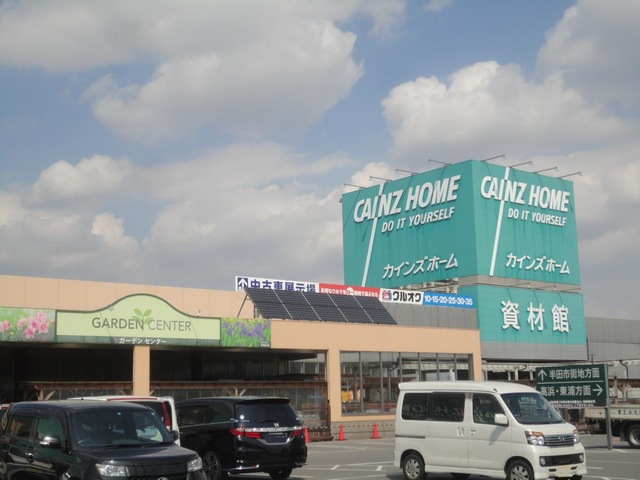 CAINZ HOME
DO IT YOURSELF
カインズホーム
CAINZ HOME
DO IT YOURSELF
カインズホーム
資材館
中古車展示場
クルオク
10-15-20-25-30-35
GARDEN CENTER
ガーデン センター
半田市街地方面
高浜・東浦方面